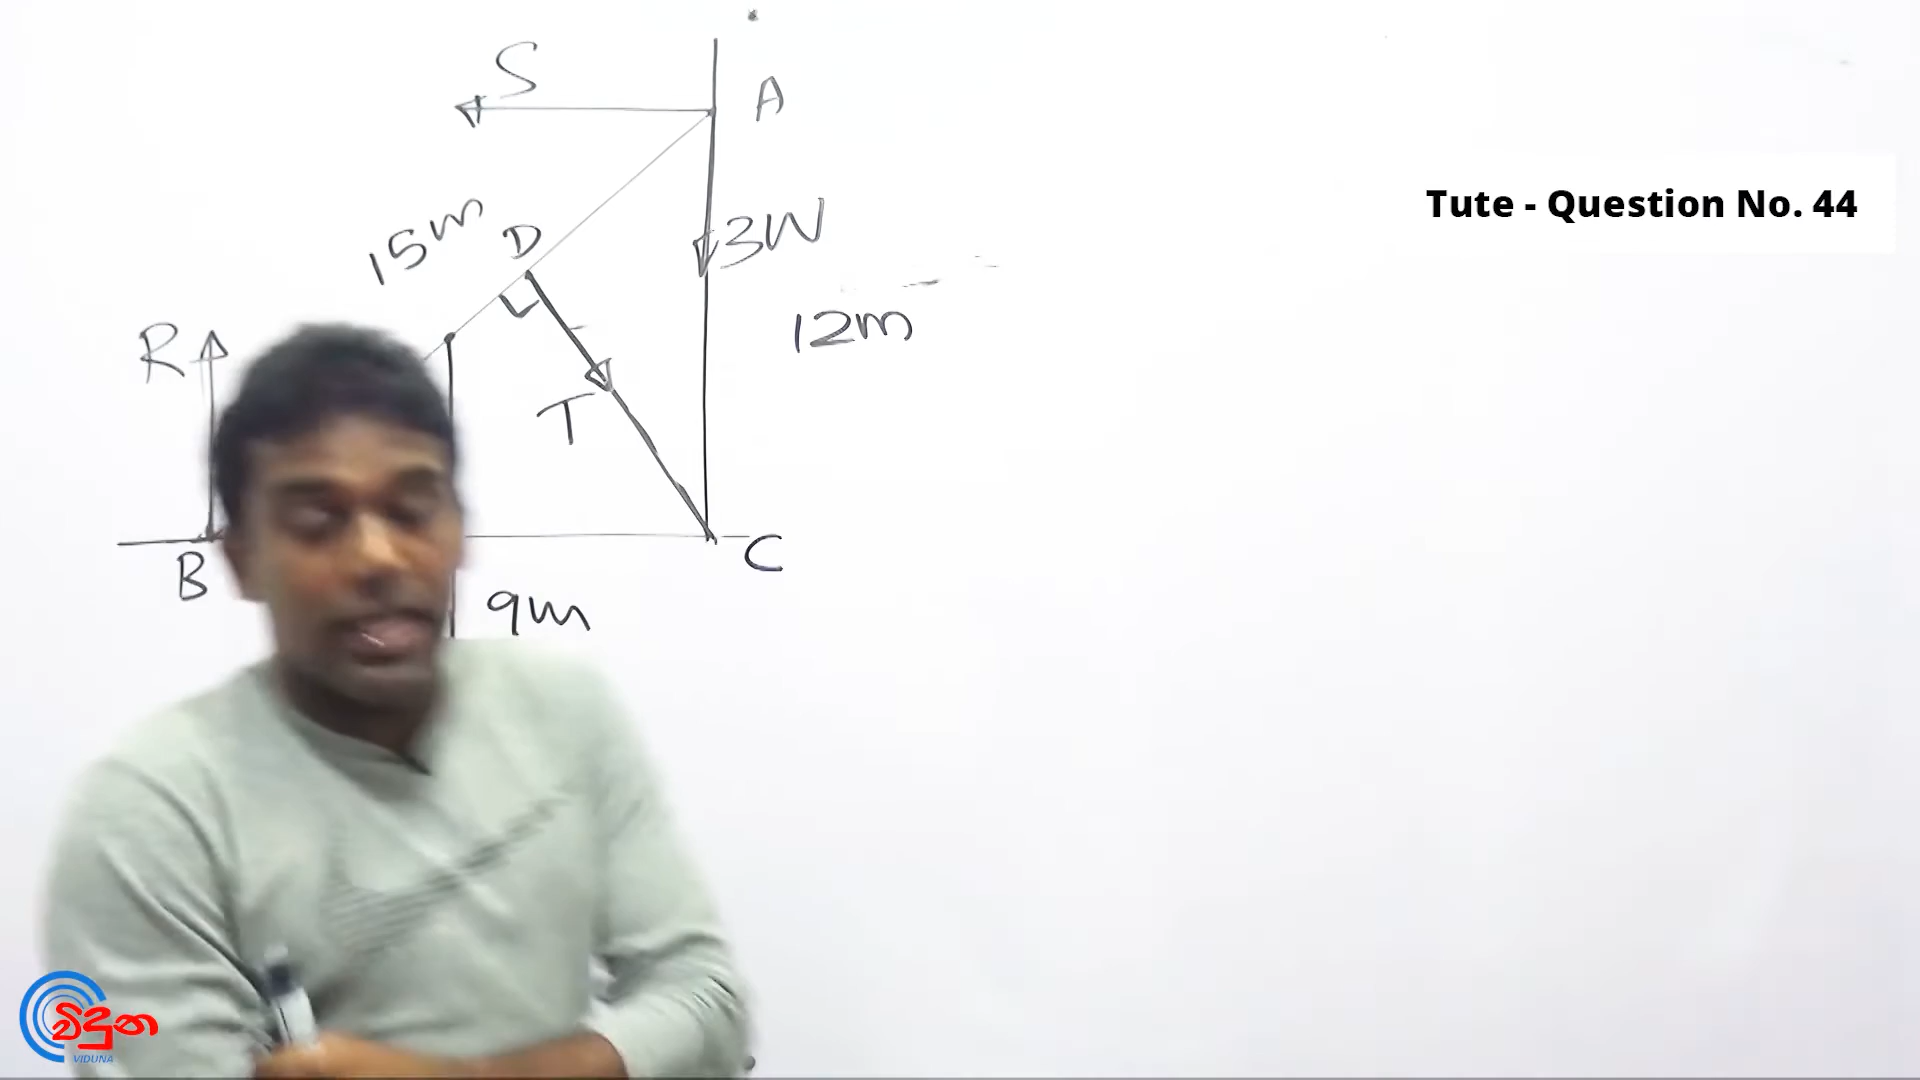 S
A
Tute - Question No. 44
15m
D
3W
12m
R
T
B
C
9m
විදුන
VIDUNA